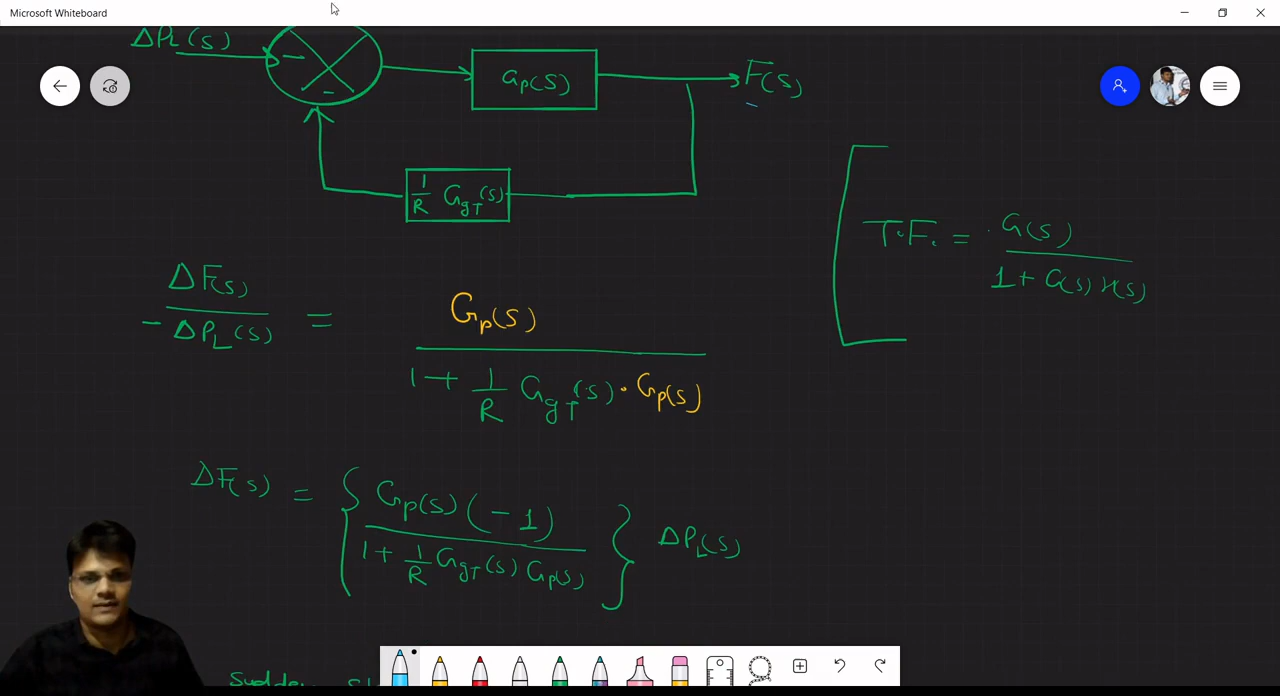 Microsoft Whiteboard
ΔPL(s)
−
−
Gp(s)
F(s)
1/R GgT(s)
T.F. = G(s) / 1 + G(s) H(s)
ΔF(s) / − ΔPL(s) = Gp(s) / 1 + 1/R GgT(s) · Gp(s)
ΔF(s) = { Gp(s) (−1) / 1 + 1/R GgT(s) Gp(s) } ΔPL(s)